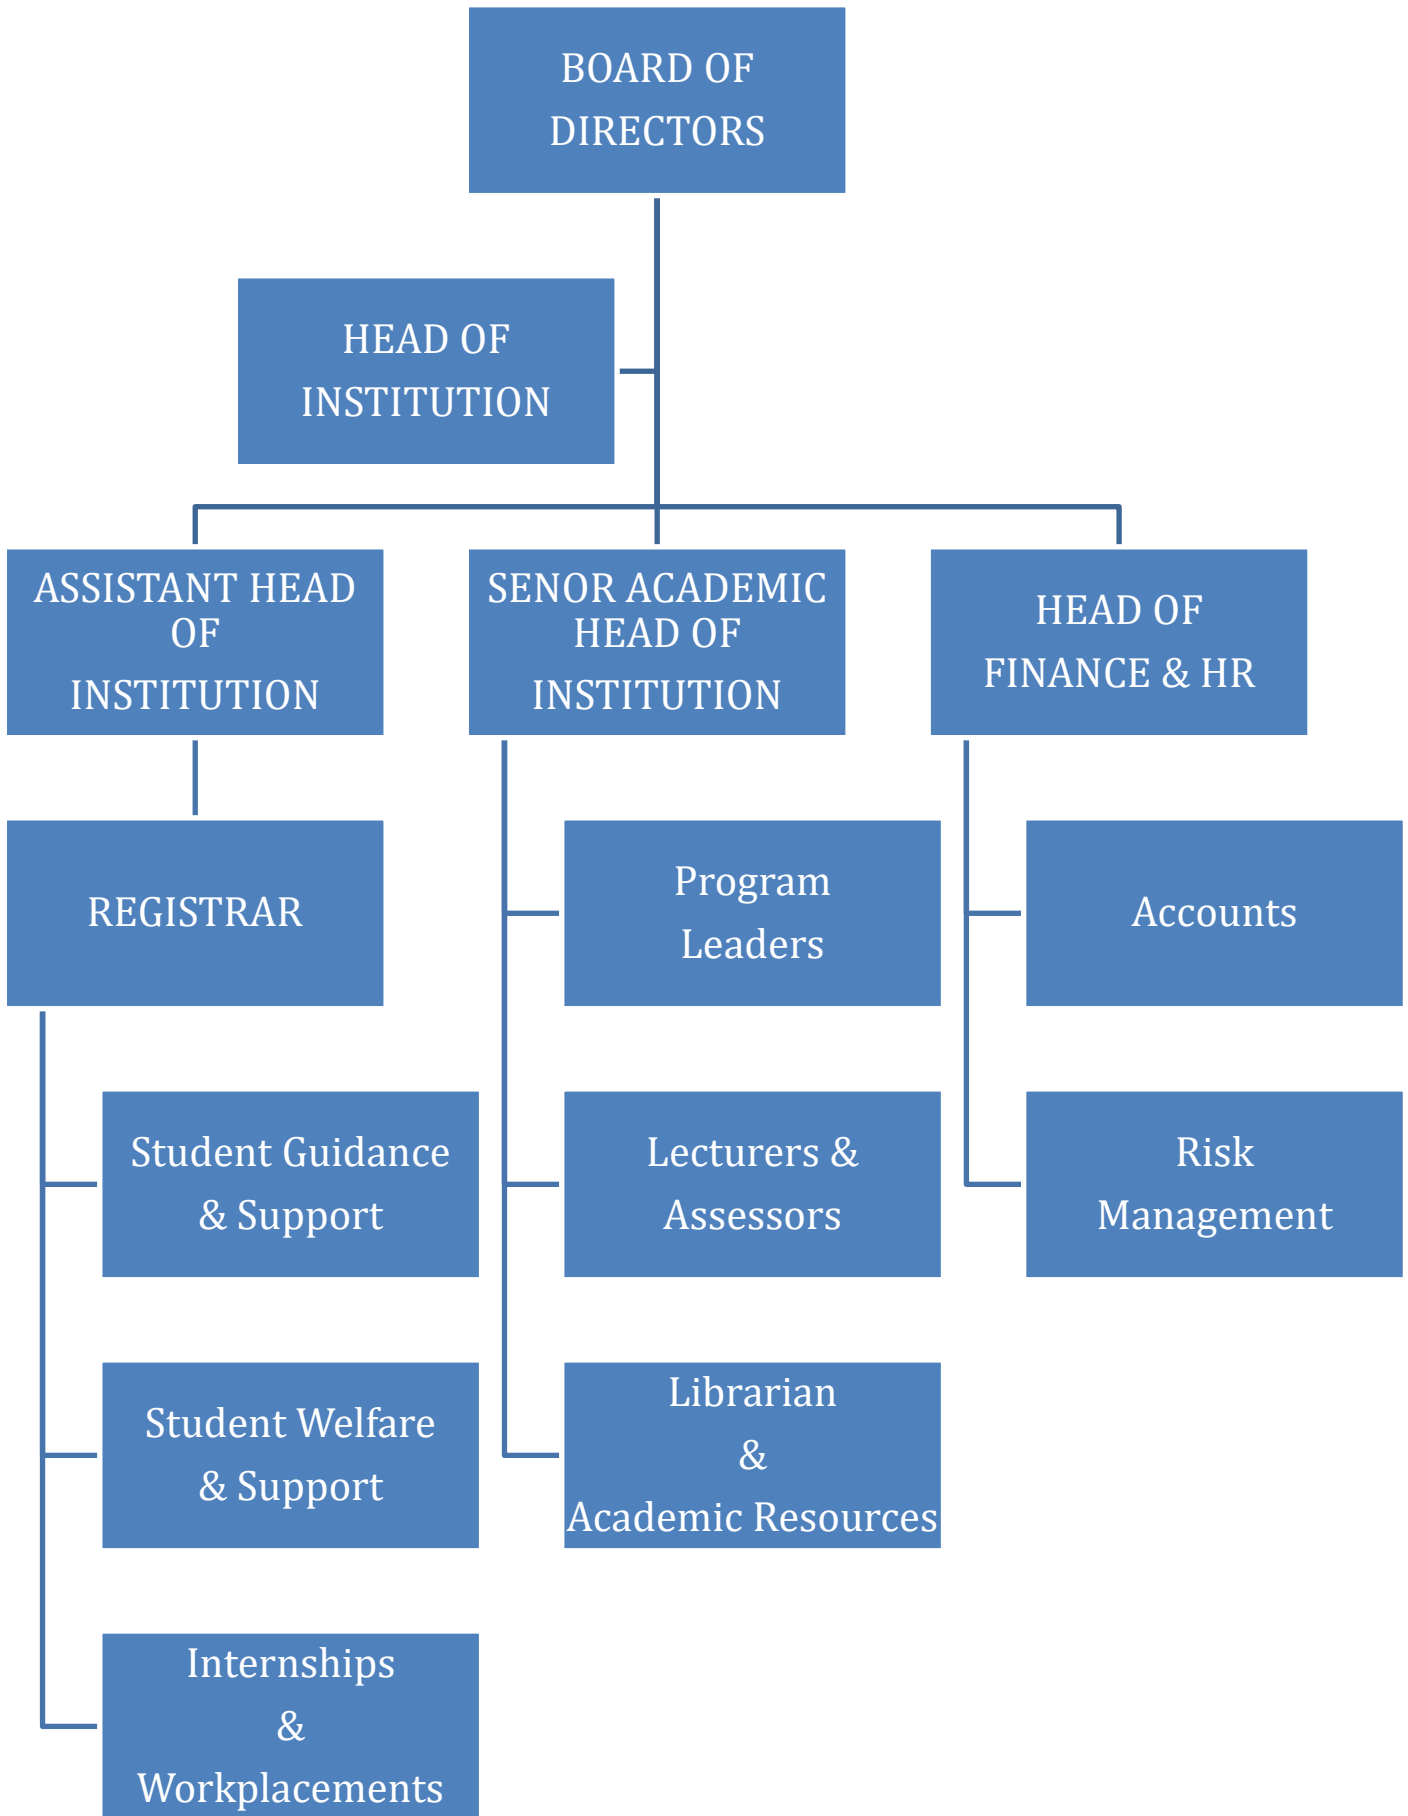 BOARD OF
DIRECTORS
HEAD OF
INSTITUTION
ASSISTANT HEAD
OF
INSTITUTION
SENOR ACADEMIC
HEAD OF
INSTITUTION
HEAD OF
FINANCE & HR
REGISTRAR
Program
Leaders
Accounts
Student Guidance
& Support
Lecturers &
Assessors
Risk
Management
Student Welfare
& Support
Librarian
&
Academic Resources
Internships
&
Workplacements